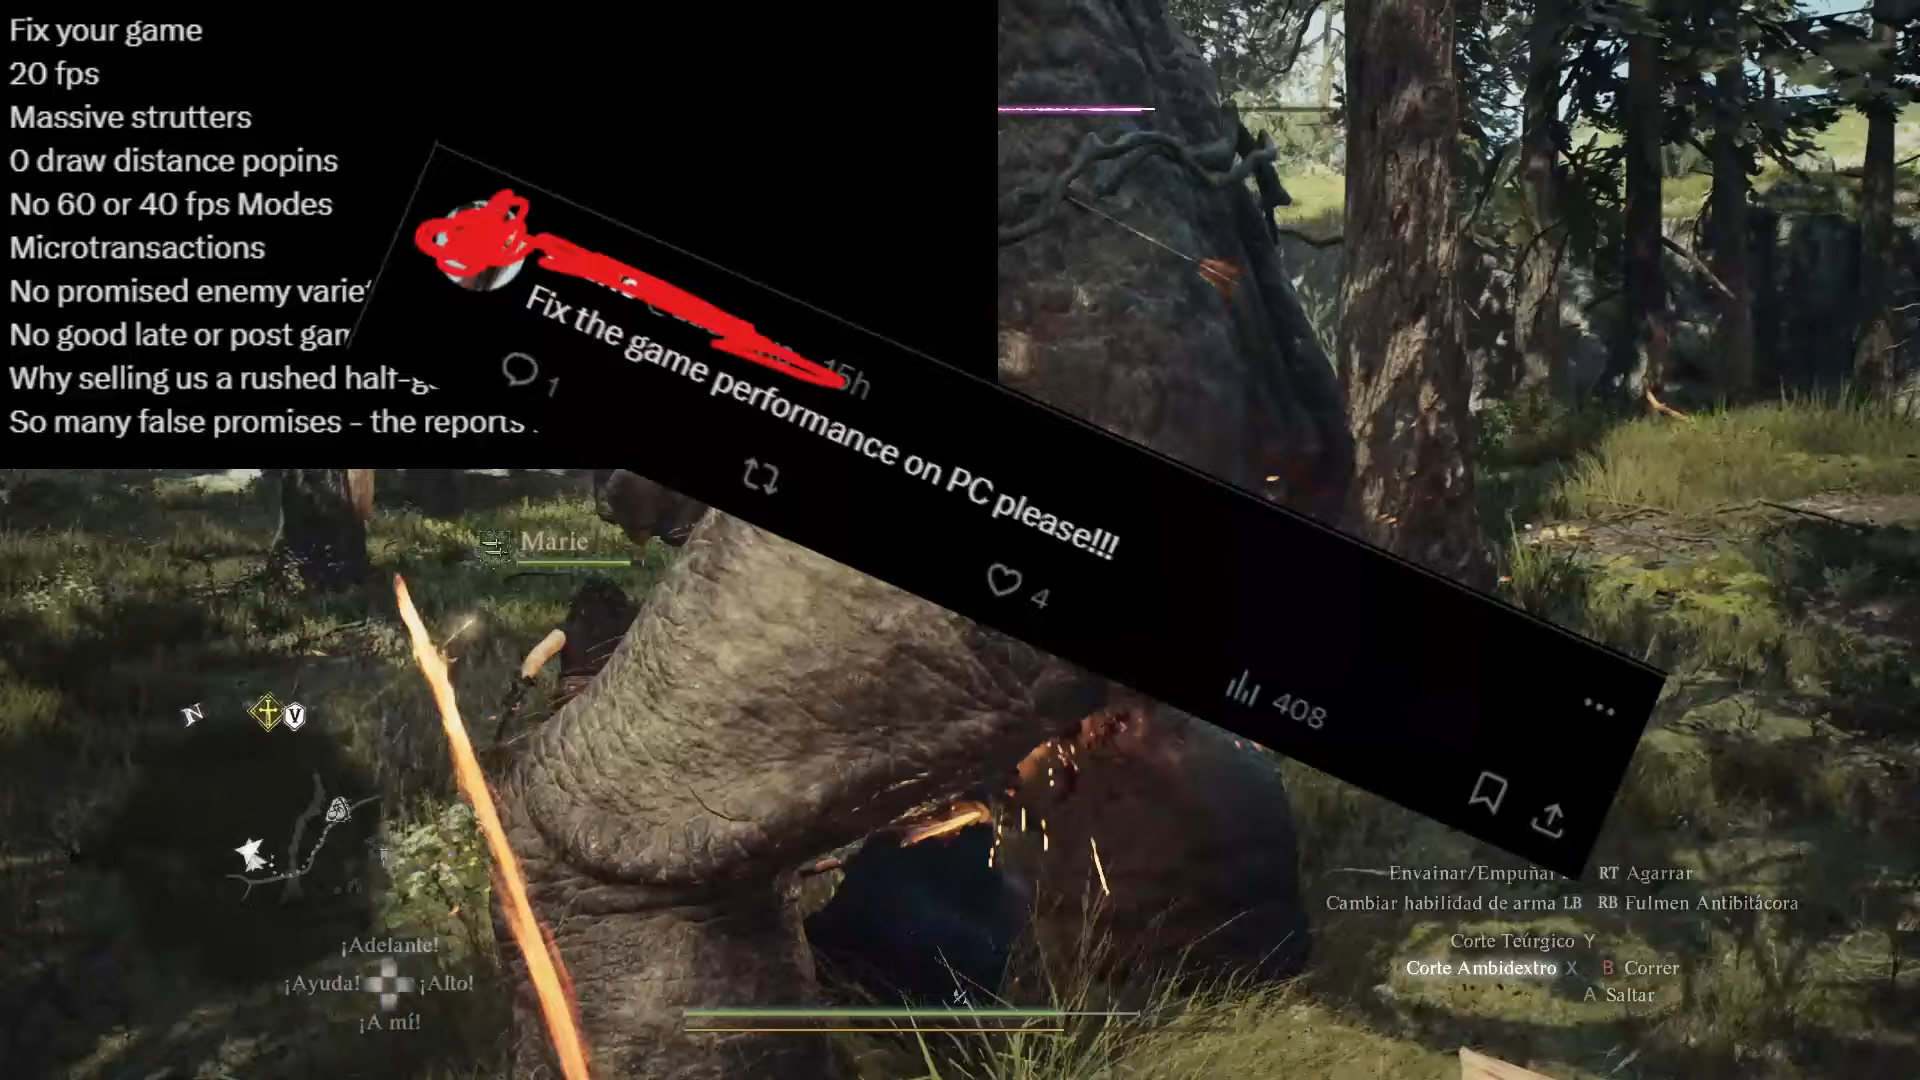 Fix your game
20 fps
Massive strutters
0 draw distance popins
No 60 or 40 fps Modes
Microtransactions
No promised enemy
No good late or post
Why selling us a rushed
So many false promises - the reports
15h
Fix the game performance on PC please!!!
1
4
408
Marie
N
V
¡Adelante!
¡Ayuda! ¡Alto!
¡A mí!
Envainar/Empuñar
RT Agarrar
Cambiar habilidad de arma LB RB Fulmen Antibitácora
Corte Teúrgico Y
Corte Ambidextro X B Correr
A Saltar